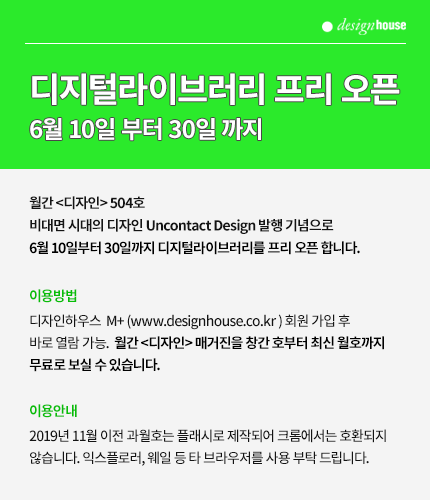 designhouse
디지털라이브러리 프리 오픈
6월 10일 부터 30일 까지
월간 <디자인> 504호
비대면 시대의 디자인 Uncontact Design 발행 기념으로
6월 10일부터 30일까지 디지털라이브러리를 프리 오픈 합니다.
이용방법
디자인하우스 M+ (www.designhouse.co.kr ) 회원 가입 후
바로 열람 가능. 월간 <디자인> 매거진을 창간 호부터 최신 월호까지
무료로 보실 수 있습니다.
이용안내
2019년 11월 이전 과월호는 플래시로 제작되어 크롬에서는 호환되지
않습니다. 익스플로러, 웨일 등 타 브라우저를 사용 부탁 드립니다.